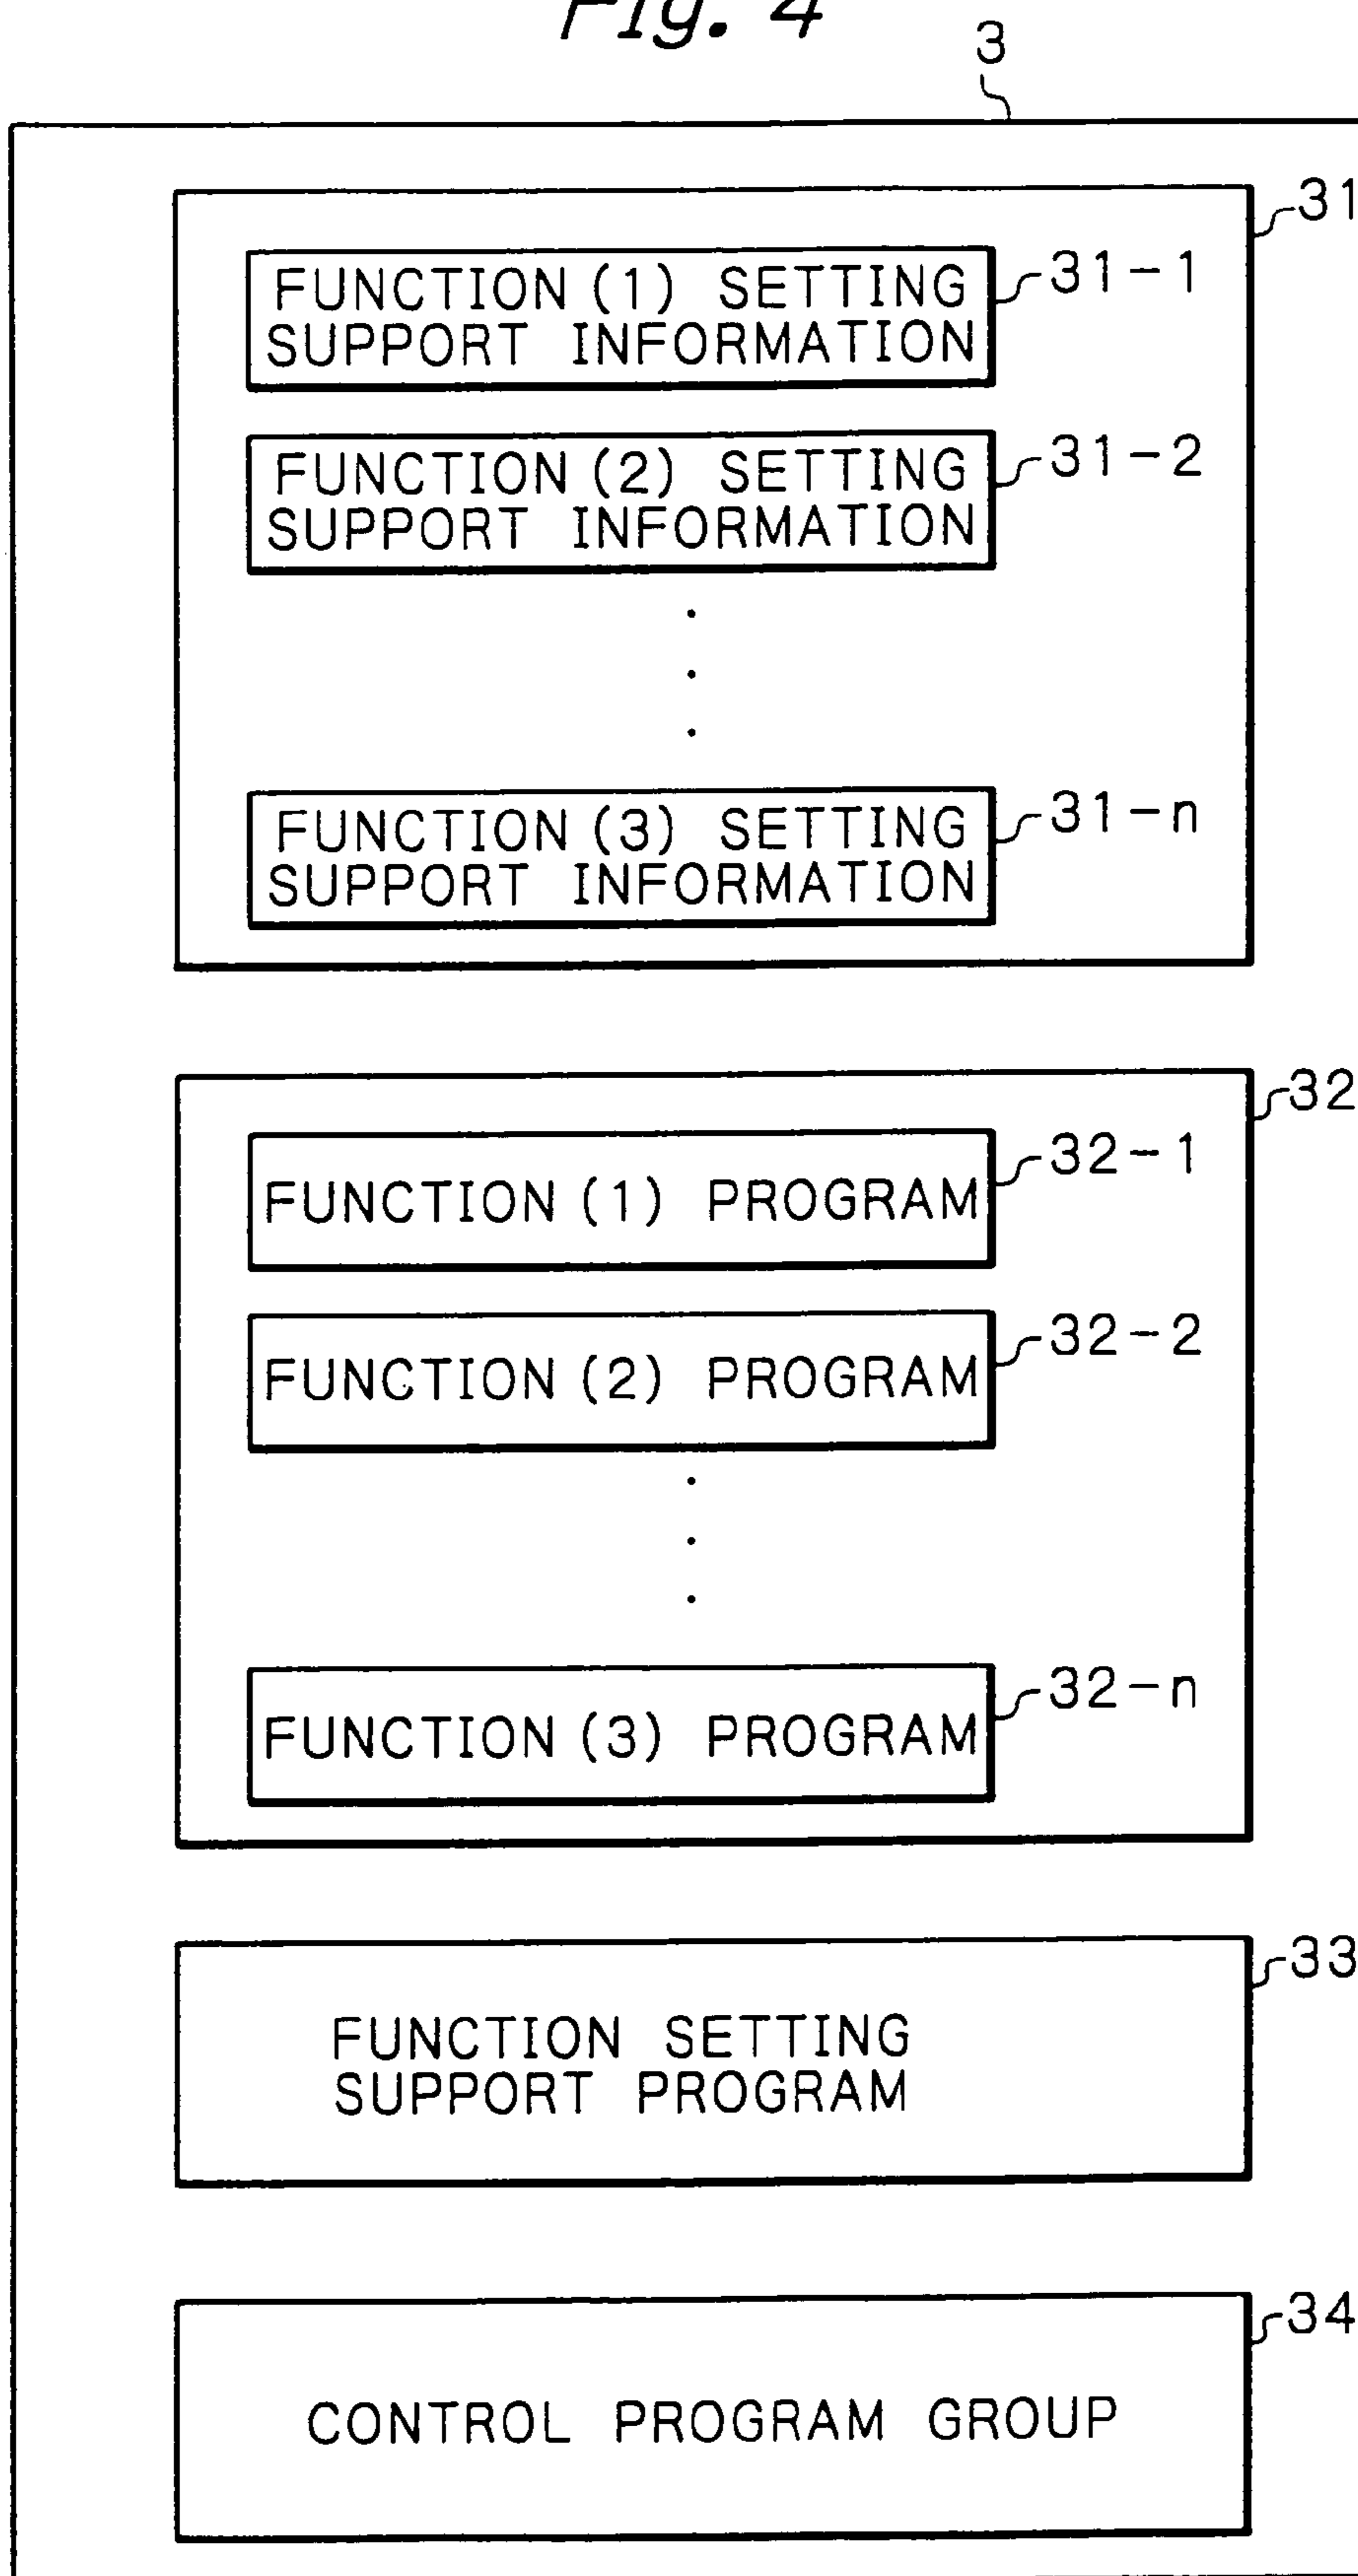 Fig. 4
3
31
FUNCTION (1) SETTING
SUPPORT INFORMATION
31-1
FUNCTION (2) SETTING
SUPPORT INFORMATION
31-2
FUNCTION (3) SETTING
SUPPORT INFORMATION
31-n
32
FUNCTION (1) PROGRAM
32-1
FUNCTION (2) PROGRAM
32-2
FUNCTION (3) PROGRAM
32-n
33
FUNCTION SETTING
SUPPORT PROGRAM
34
CONTROL PROGRAM GROUP